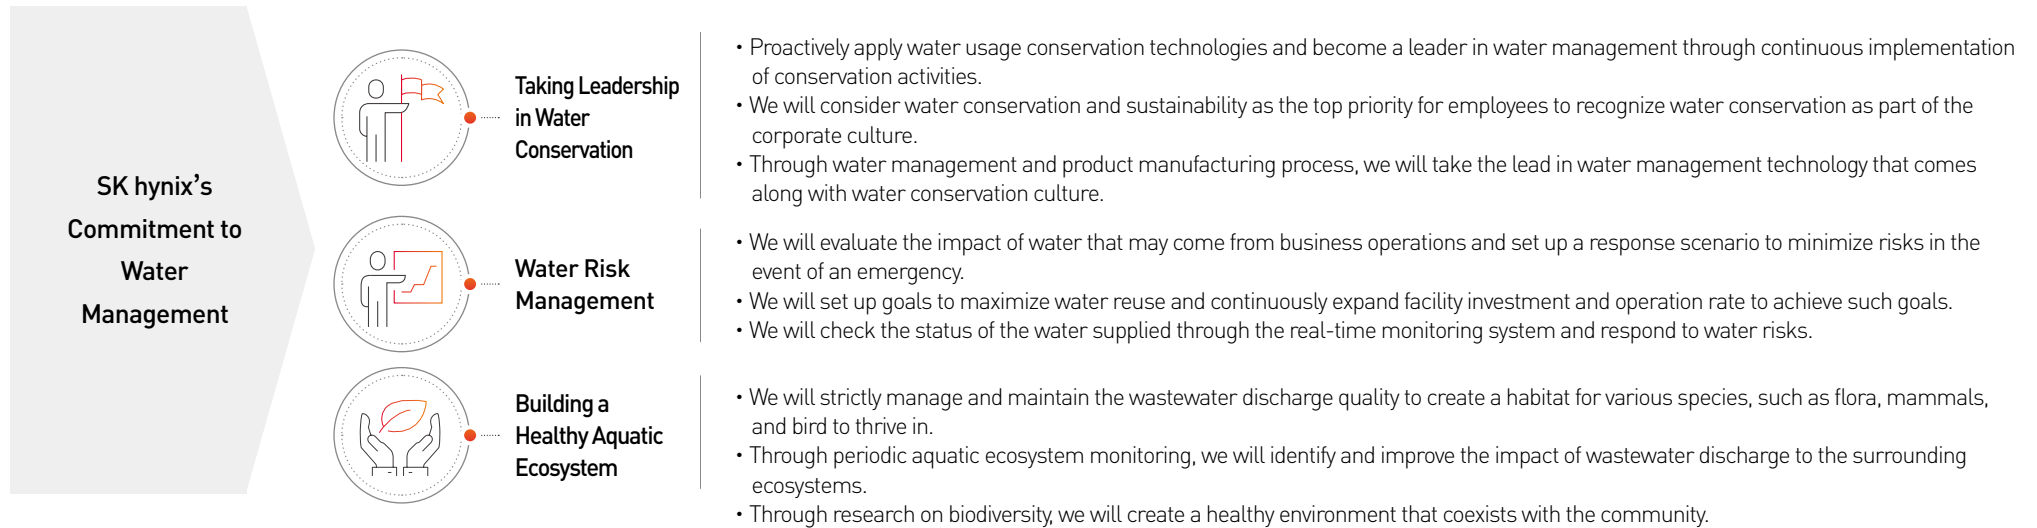 SK hynix's
Commitment to
Water
Management
Taking Leadership
in Water
Conservation
• Proactively apply water usage conservation technologies and become a leader in water management through continuous implementation
of conservation activities.
• We will consider water conservation and sustainability as the top priority for employees to recognize water conservation as part of the
corporate culture.
• Through water management and product manufacturing process, we will take the lead in water management technology that comes
along with water conservation culture.
Water Risk
Management
• We will evaluate the impact of water that may come from business operations and set up a response scenario to minimize risks in the
event of an emergency.
• We will set up goals to maximize water reuse and continuously expand facility investment and operation rate to achieve such goals.
• We will check the status of the water supplied through the real-time monitoring system and respond to water risks.
Building a
Healthy Aquatic
Ecosystem
• We will strictly manage and maintain the wastewater discharge quality to create a habitat for various species, such as flora, mammals,
and bird to thrive in.
• Through periodic aquatic ecosystem monitoring, we will identify and improve the impact of wastewater discharge to the surrounding
ecosystems.
• Through research on biodiversity, we will create a healthy environment that coexists with the community.